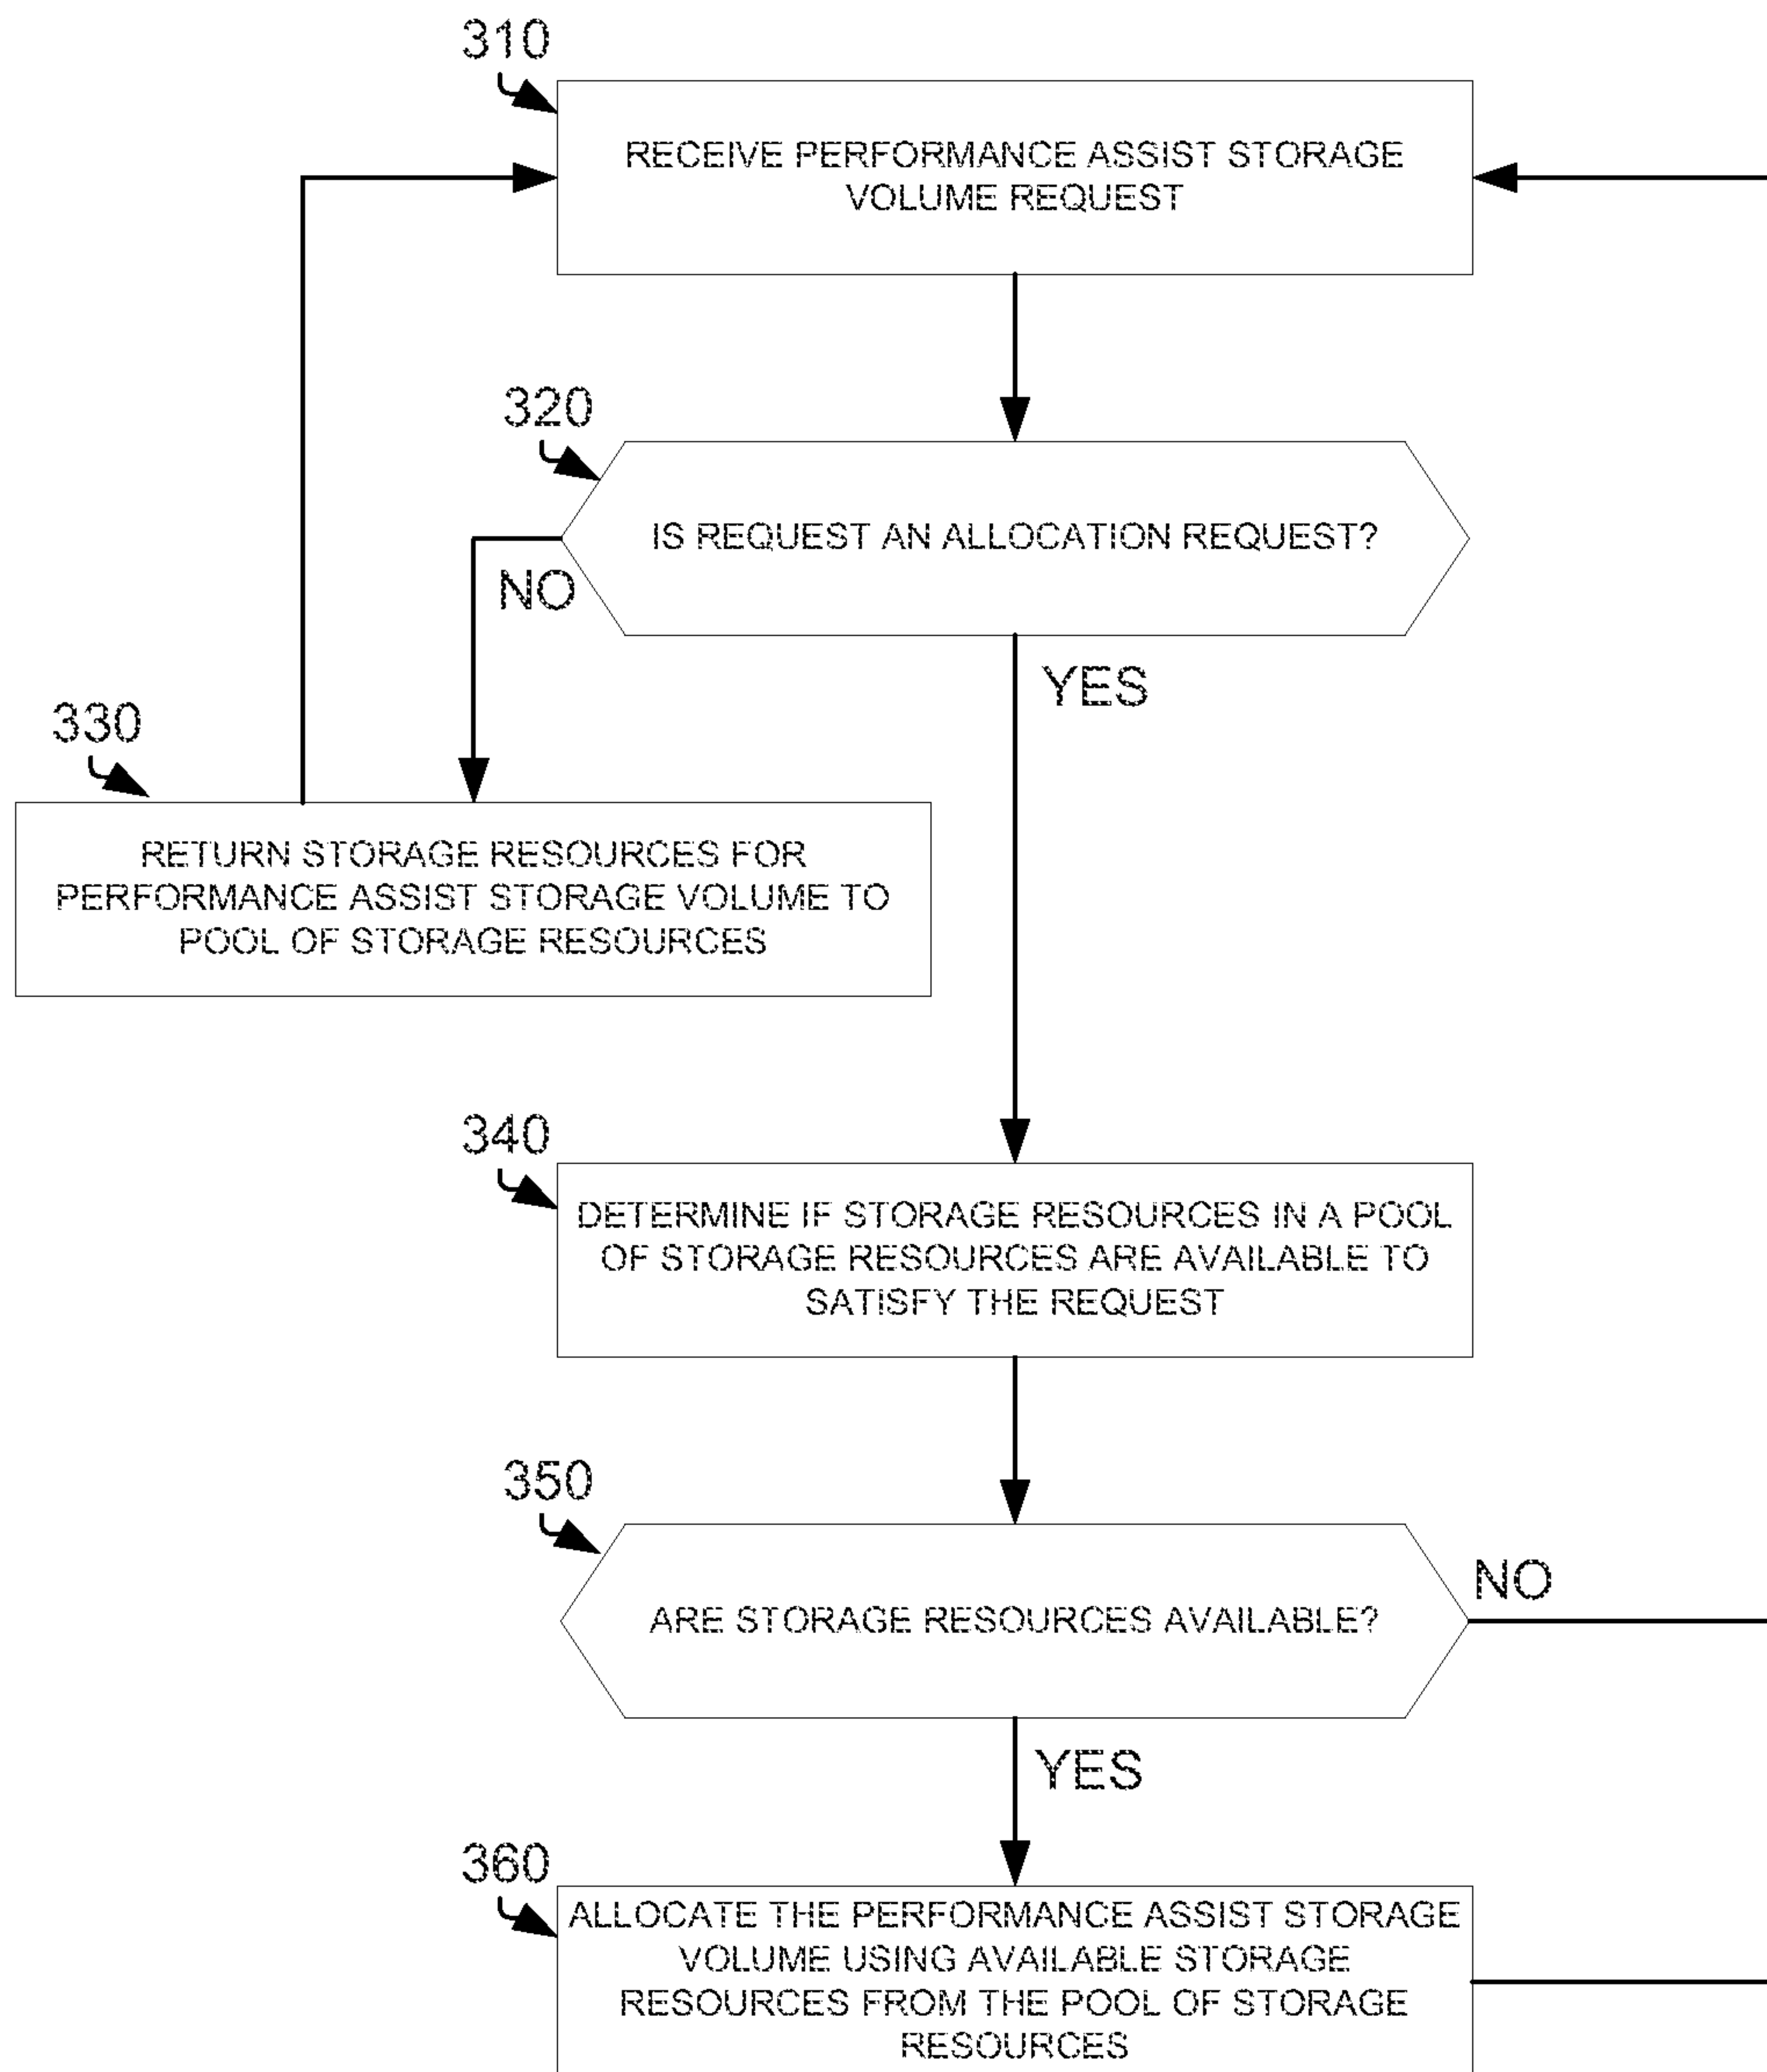 310
RECEIVE PERFORMANCE ASSIST STORAGE
VOLUME REQUEST
320
IS REQUEST AN ALLOCATION REQUEST?
NO
YES
330
RETURN STORAGE RESOURCES FOR
PERFORMANCE ASSIST STORAGE VOLUME TO
POOL OF STORAGE RESOURCES
340
DETERMINE IF STORAGE RESOURCES IN A POOL
OF STORAGE RESOURCES ARE AVAILABLE TO
SATISFY THE REQUEST
350
NO
ARE STORAGE RESOURCES AVAILABLE?
YES
360
ALLOCATE THE PERFORMANCE ASSIST STORAGE
VOLUME USING AVAILABLE STORAGE
RESOURCES FROM THE POOL OF STORAGE
RESOURCES